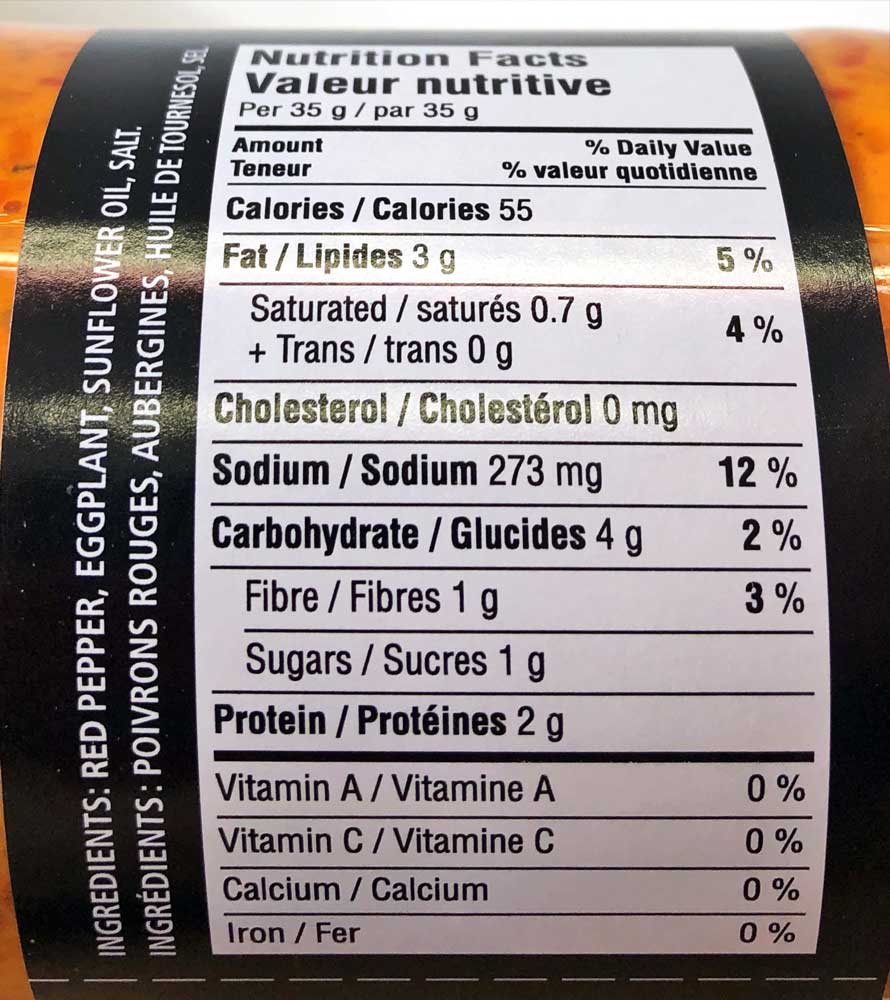 INGREDIENTS: RED PEPPER, EGGPLANT, SUNFLOWER OIL, SALT.
INGRÉDIENTS : POIVRONS ROUGES, AUBERGINES, HUILE DE TOURNESOL, SEL.
Nutrition Facts
Valeur nutritive
Per 35 g / par 35 g
Amount % Daily Value
Teneur % valeur quotidienne
Calories / Calories 55
Fat / Lipides 3 g 5 %
Saturated / saturés 0.7 g
+ Trans / trans 0 g 4 %
Cholesterol / Cholestérol 0 mg
Sodium / Sodium 273 mg 12 %
Carbohydrate / Glucides 4 g 2 %
Fibre / Fibres 1 g 3 %
Sugars / Sucres 1 g
Protein / Protéines 2 g
Vitamin A / Vitamine A 0 %
Vitamin C / Vitamine C 0 %
Calcium / Calcium 0 %
Iron / Fer 0 %